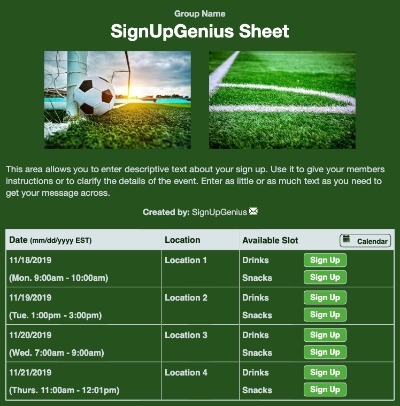 Group Name
SignUpGenius Sheet
This area allows you to enter descriptive text about your sign up. Use it to give your members
instructions or to clarify the details of the event. Enter as little or as much text as you need to
get your message across.
Created by: SignUpGenius
Date (mm/dd/yyyy EST) Location Available Slot Calendar
11/18/2019 Location 1 Drinks Sign Up
(Mon. 9:00am - 10:00am) Snacks Sign Up
11/19/2019 Location 2 Drinks Sign Up
(Tue. 1:00pm - 3:00pm) Snacks Sign Up
11/20/2019 Location 3 Drinks Sign Up
(Wed. 7:00am - 9:00am) Snacks Sign Up
11/21/2019 Location 4 Drinks Sign Up
(Thurs. 11:00am - 12:01pm) Snacks Sign Up